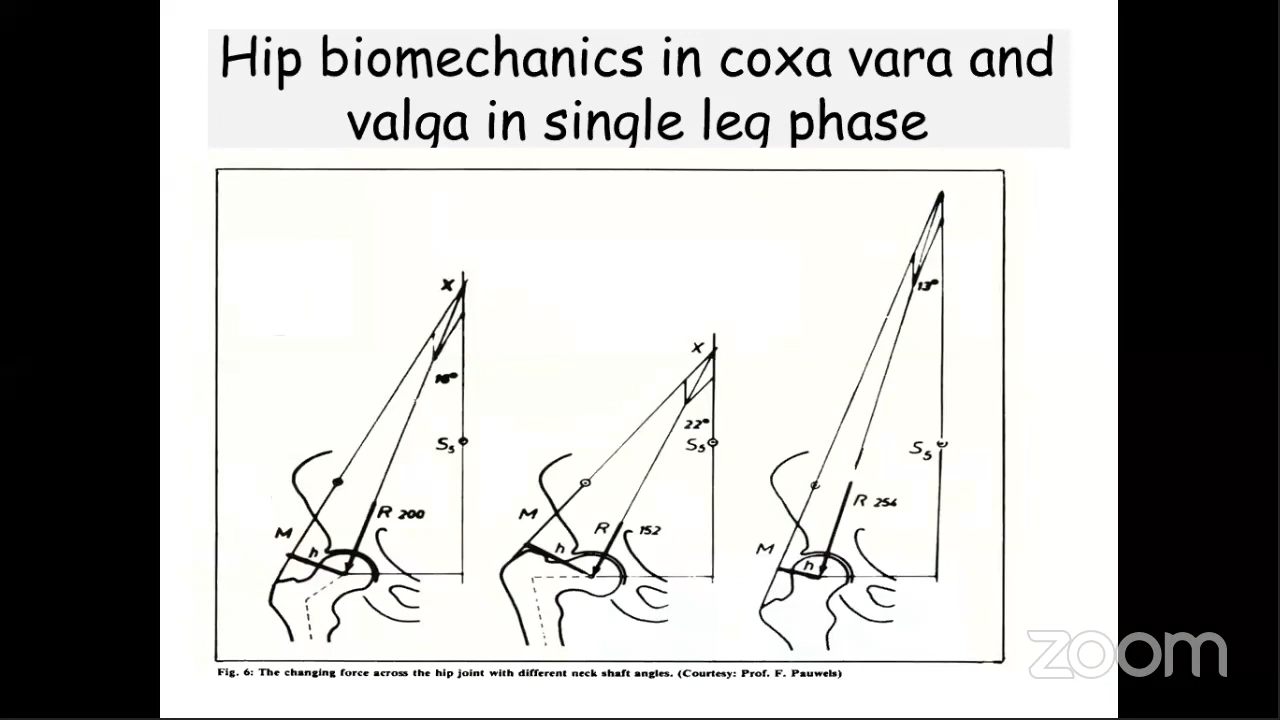 Hip biomechanics in coxa vara and
valga in single leg phase
X
16°
S5
R 200
M
h
X
22°
S5
R 152
M
h
13°
S5
R 254
M
h
Fig. 6: The changing force across the hip joint with different neck shaft angles. (Courtesy: Prof. F. Pauwels)
zoom